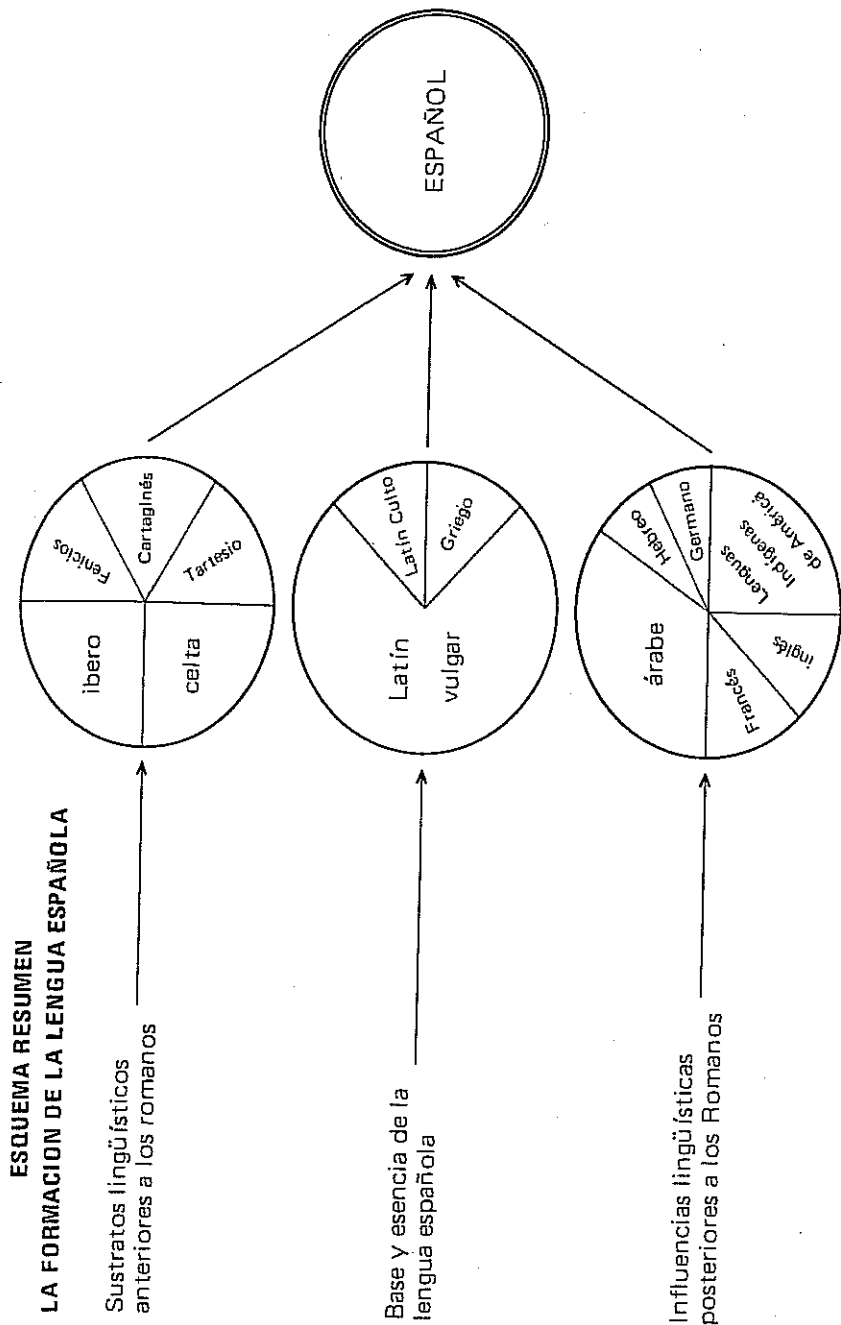 ESQUEMA RESUMEN
LA FORMACION DE LA LENGUA ESPAÑOLA
Sustratos lingüísticos
anteriores a los romanos
ibero
Fenicios
Cartaginés
Tartesio
celta
Base y esencia de la
lengua española
Latín
vulgar
Latín Culto
Griego
Influencias lingüísticas
posteriores a los Romanos
árabe
Hebreo
Germano
Lenguas
Indígenas
de América
inglés
Francés
ESPAÑOL